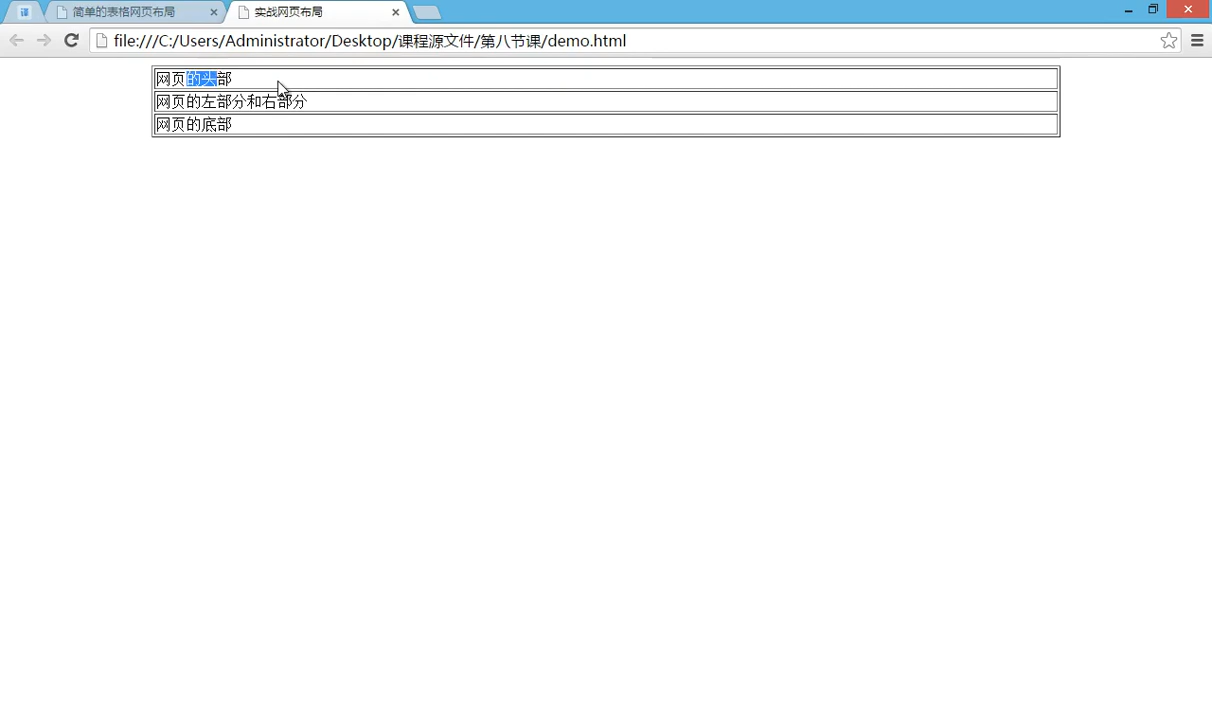 简单的表格网页布局
实战网页布局
file:///C:/Users/Administrator/Desktop/课程源文件/第八节课/demo.html
网页的头部
网页的左部分和右部分
网页的底部